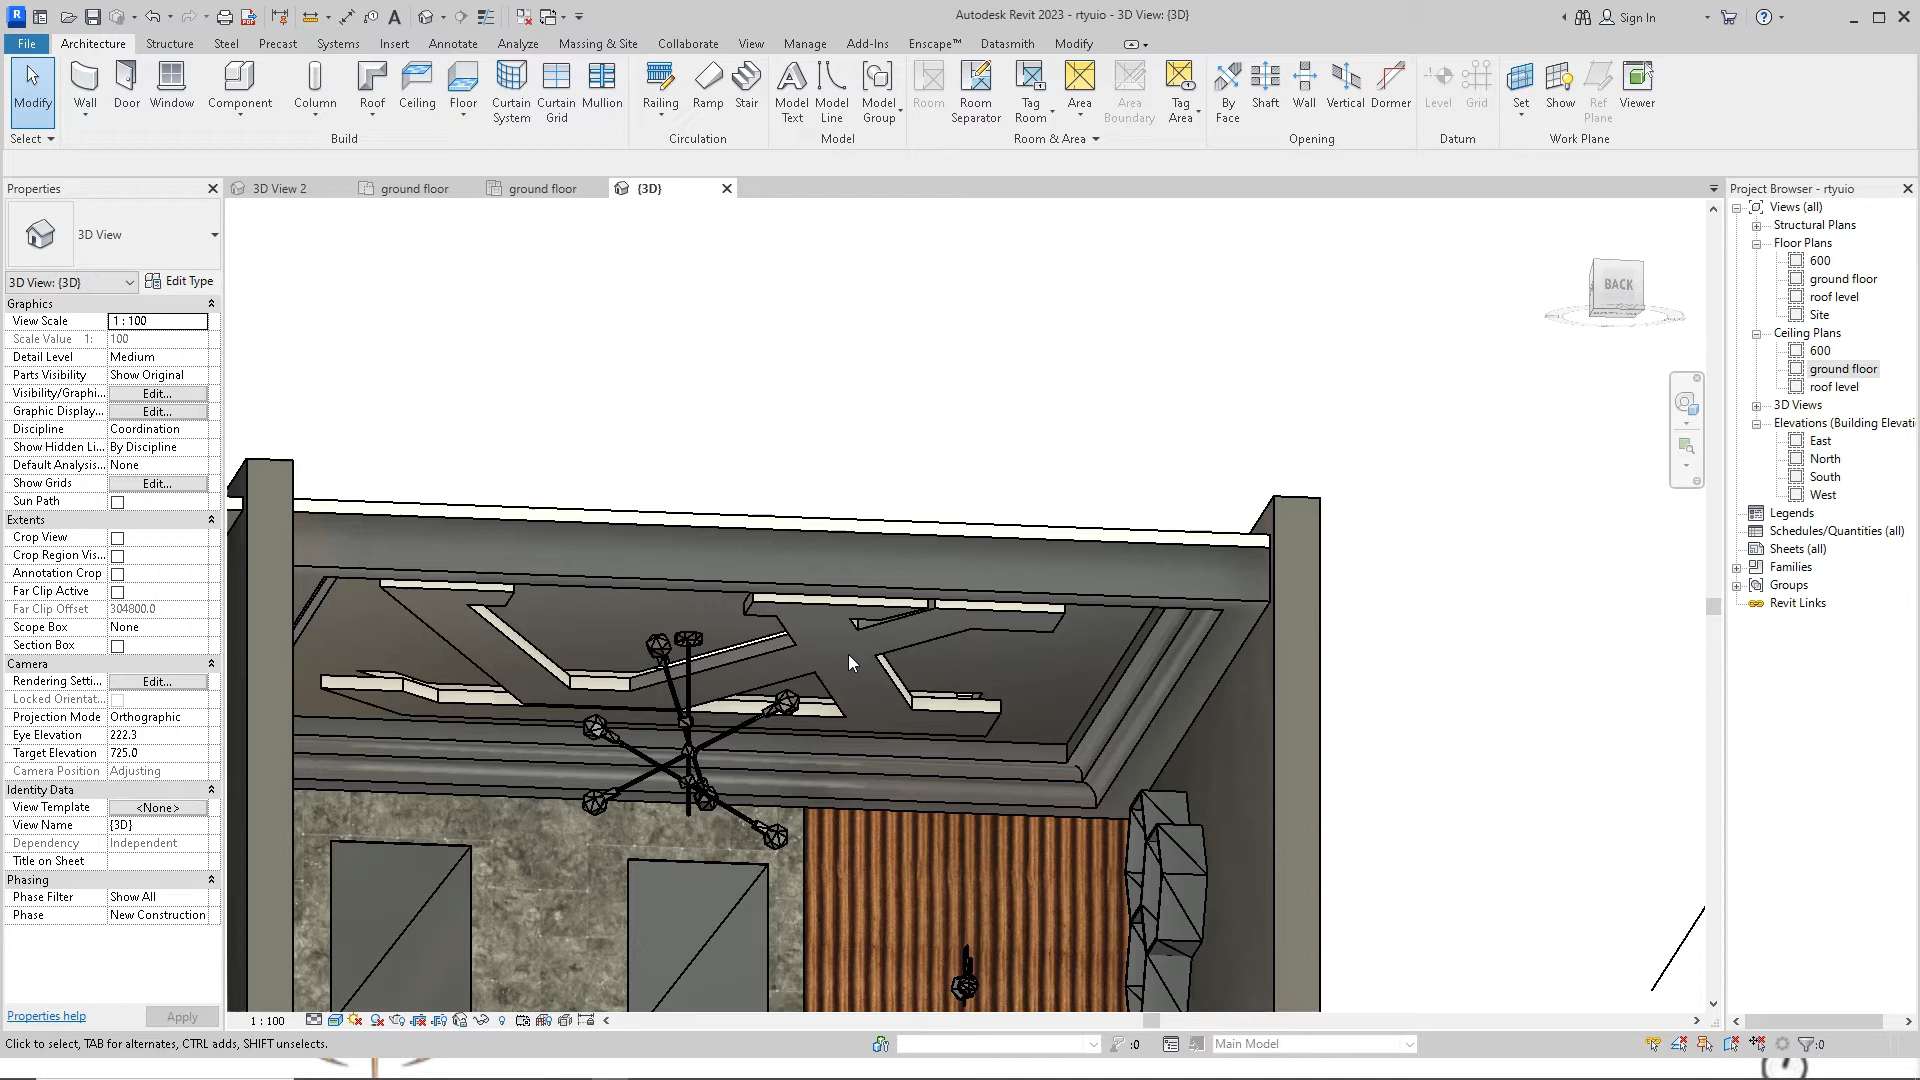 Autodesk Revit 2023 - rtyuio - 3D View: {3D}
Sign In
File Architecture Structure Steel Precast Systems Insert Annotate Analyze Massing & Site Collaborate View Manage Add-Ins Enscape™ Datasmith Modify
Modify Wall Door Window Component Column Roof Ceiling Floor Curtain System Curtain Grid Mullion Railing Ramp Stair Model Text Model Line Model Group Room Room Separator Tag Room Area Area Boundary Tag Area By Face Shaft Wall Vertical Dormer Level Grid Set Show Ref Plane Viewer
Select Build Circulation Model Room & Area Opening Datum Work Plane
Properties
3D View 2 ground floor ground floor {3D}
Project Browser - rtyuio
3D View
3D View: {3D} Edit Type
Graphics
View Scale 1 : 100
Scale Value 1: 100
Detail Level Medium
Parts Visibility Show Original
Visibility/Graphi... Edit...
Graphic Display... Edit...
Discipline Coordination
Show Hidden Li... By Discipline
Default Analysis... None
Show Grids Edit...
Sun Path
Extents
Crop View
Crop Region Vis...
Annotation Crop
Far Clip Active
Far Clip Offset 304800.0
Scope Box None
Section Box
Camera
Rendering Setti... Edit...
Locked Orientat...
Projection Mode Orthographic
Eye Elevation 222.3
Target Elevation 725.0
Camera Position Adjusting
Identity Data
View Template <None>
View Name {3D}
Dependency Independent
Title on Sheet
Phasing
Phase Filter Show All
Phase New Construction
Properties help Apply
BACK
Views (all)
Structural Plans
Floor Plans
600
ground floor
roof level
Site
Ceiling Plans
600
ground floor
roof level
3D Views
Elevations (Building Elevati
East
North
South
West
Legends
Schedules/Quantities (all)
Sheets (all)
Families
Groups
Revit Links
1 : 100
Click to select, TAB for alternates, CTRL adds, SHIFT unselects.
:0
Main Model
:0